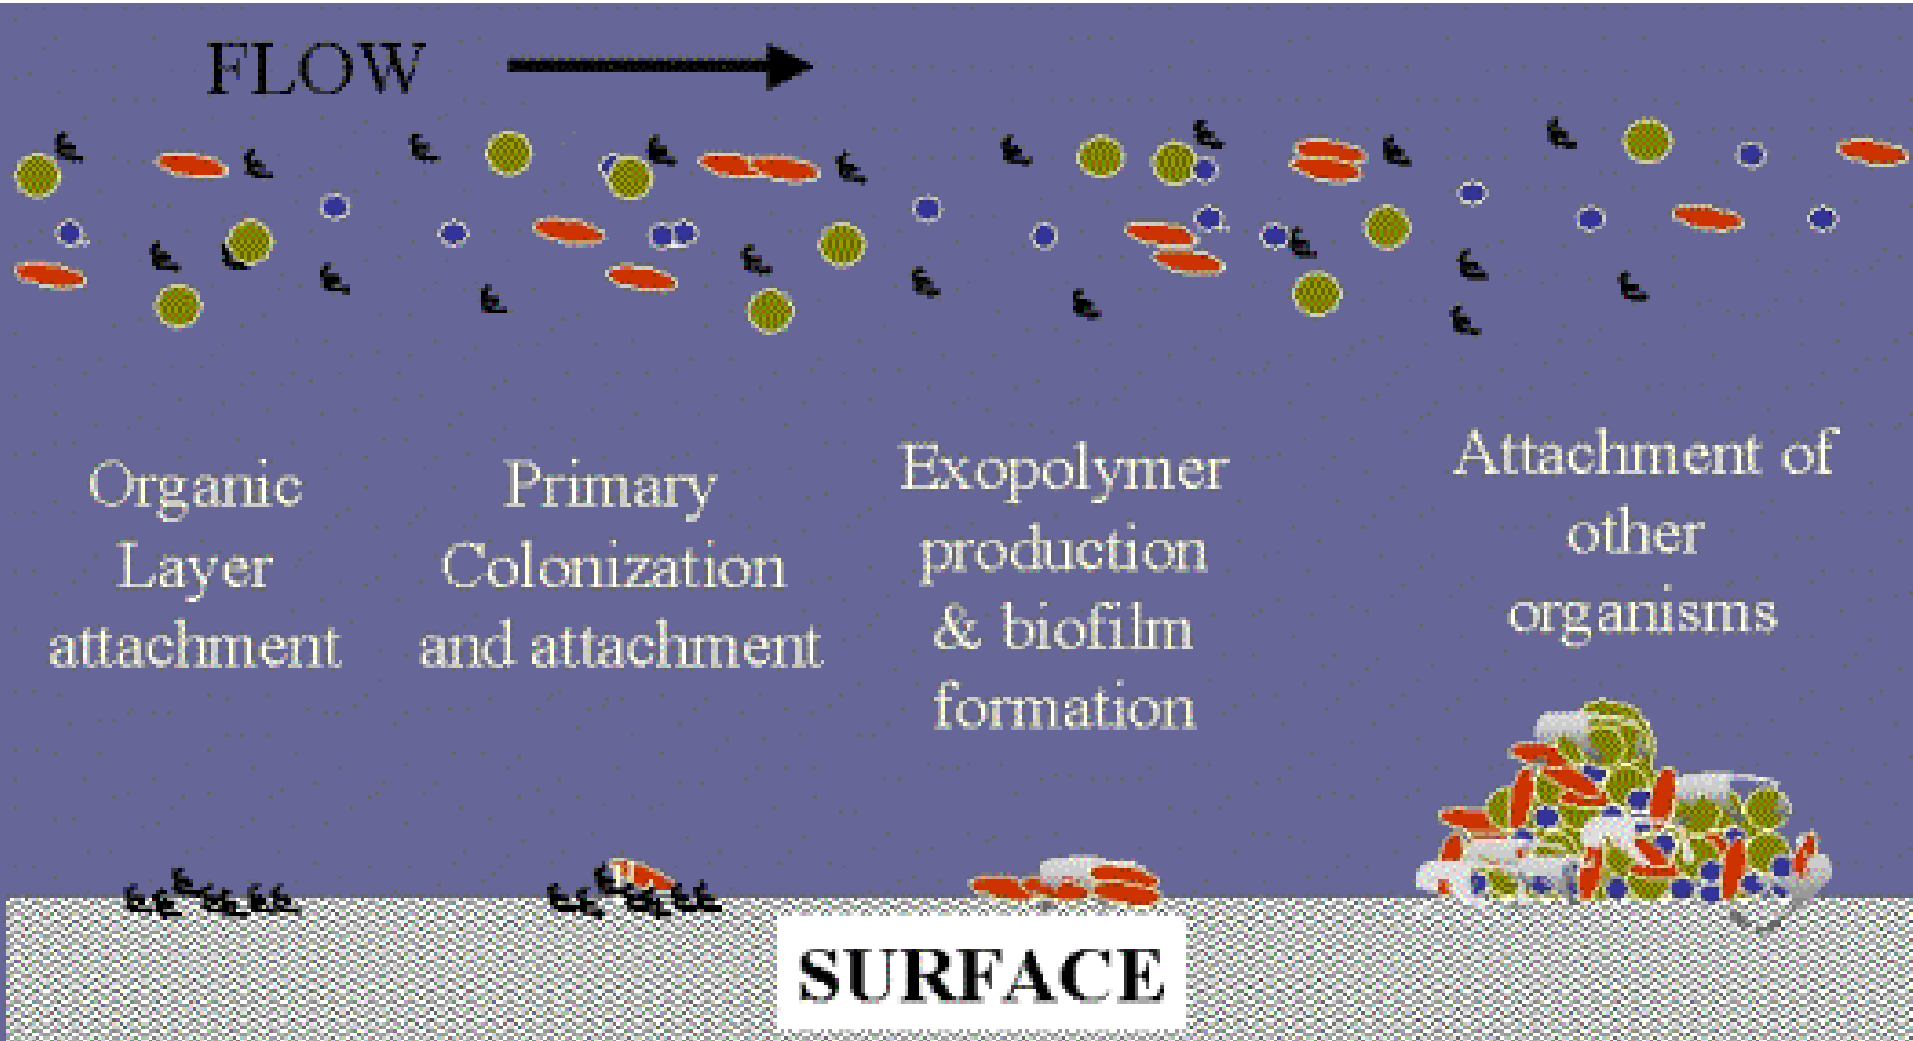 FLOW
Organic
Layer
attachment
Primary
Colonization
and attachment
Exopolymer
production
& biofilm
formation
Attachment of
other
organisms
SURFACE